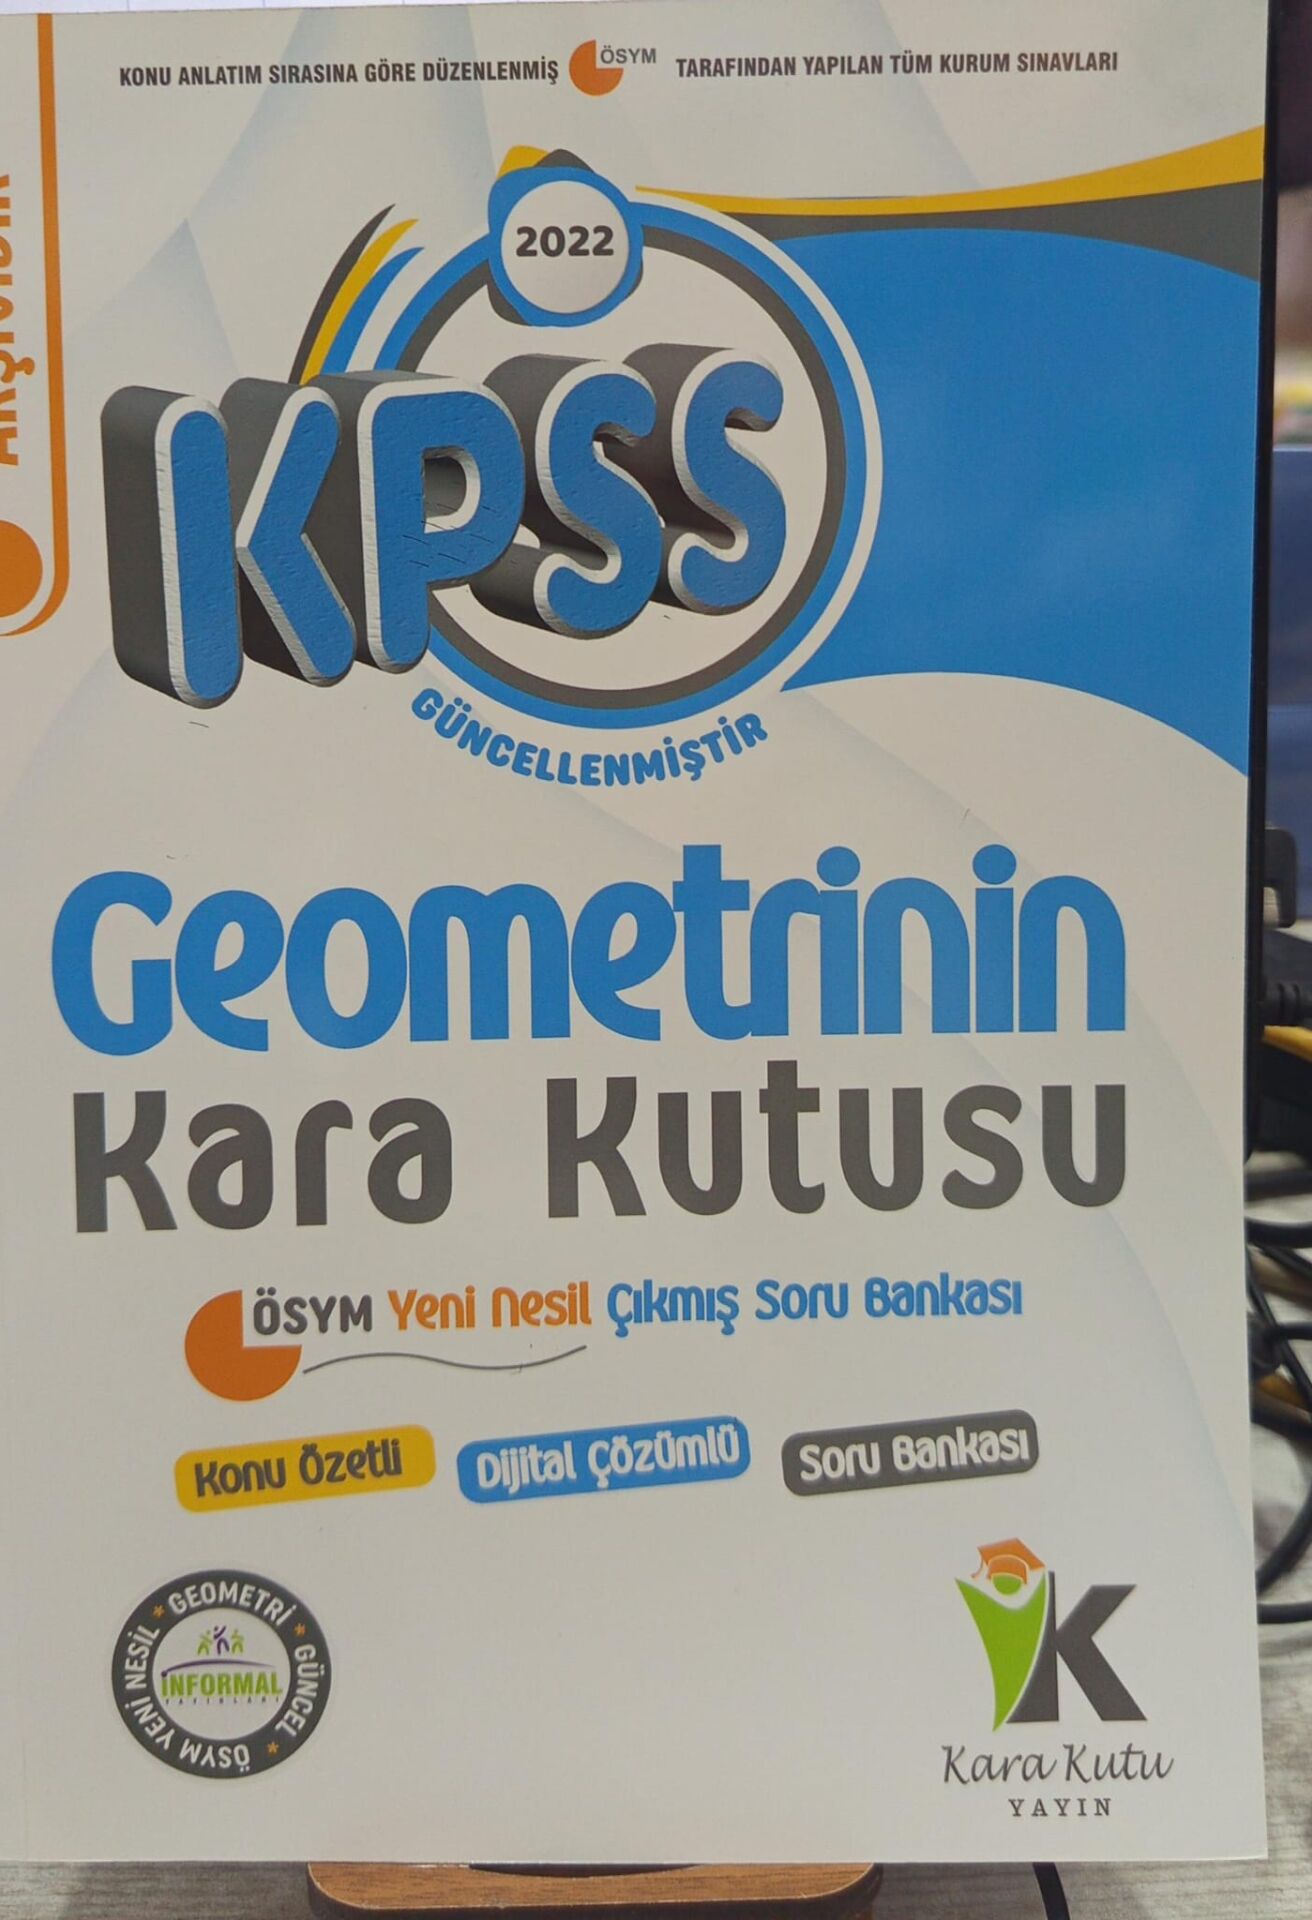 KONU ANLATIM SIRASINA GÖRE DÜZENLENMİŞ ÖSYM TARAFINDAN YAPILAN TÜM KURUM SINAVLARI
2022
KPSS
GÜNCELLENMİŞTİR
Geometrinin
Kara Kutusu
ÖSYM Yeni Nesil Çıkmış Soru Bankası
Konu Özetli Dijital Çözümlü Soru Bankası
ÖSYM YENİ NESİL * GEOMETRİ * GÜNCEL *
İNFORMAL
YAYINLARI
K
Kara Kutu
YAYIN